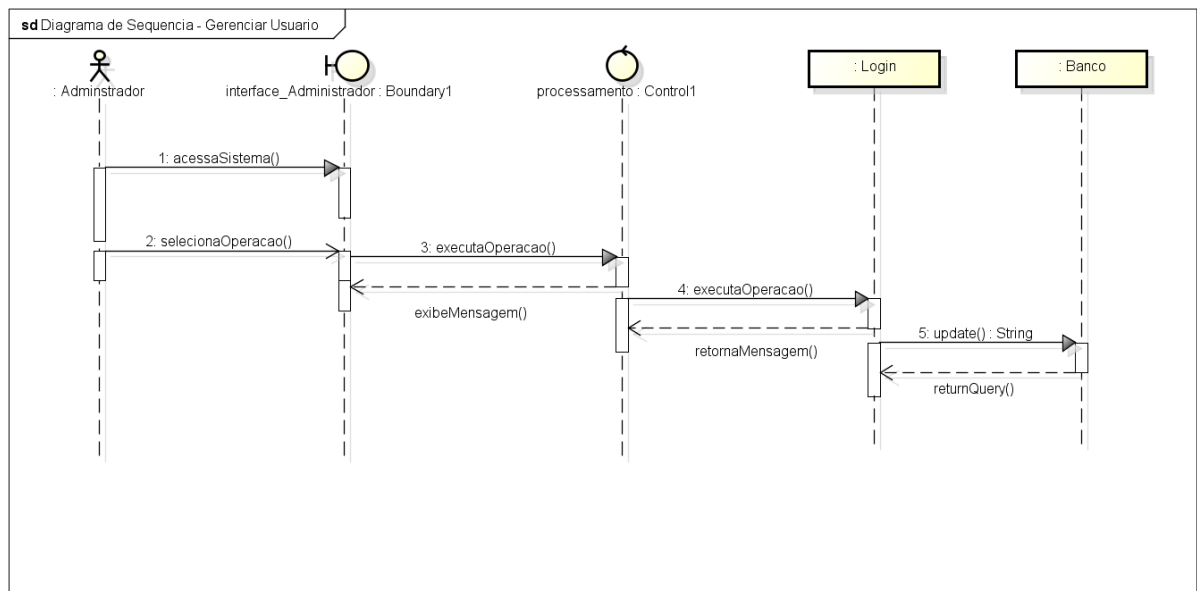 sd Diagrama de Sequencia - Gerenciar Usuario
: Adminstrador
interface_Administrador : Boundary1
processamento : Control1
: Login
: Banco
1: acessaSistema()
2: selecionaOperacao()
3: executaOperacao()
exibeMensagem()
4: executaOperacao()
retornaMensagem()
5: update() : String
returnQuery()